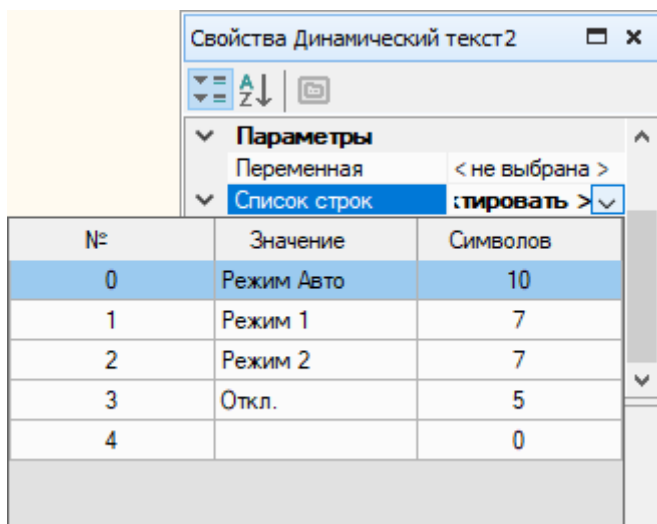 Свойства Динамический текст2
Параметры
Переменная < не выбрана >
Список строк ктировать >
№ Значение Символов
0 Режим Авто 10
1 Режим 1 7
2 Режим 2 7
3 Откл. 5
4 0